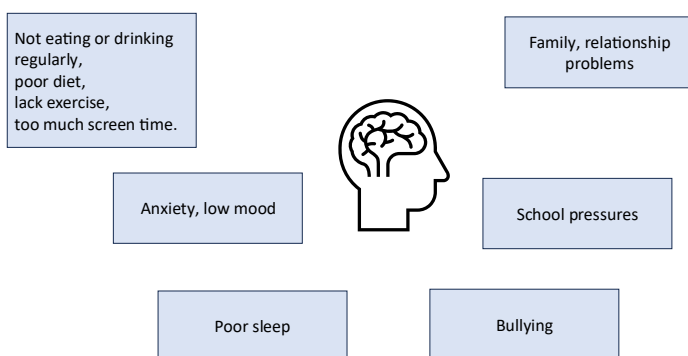 Not eating or drinking
regularly,
poor diet,
lack exercise,
too much screen time.
Family, relationship
problems
Anxiety, low mood
School pressures
Poor sleep
Bullying